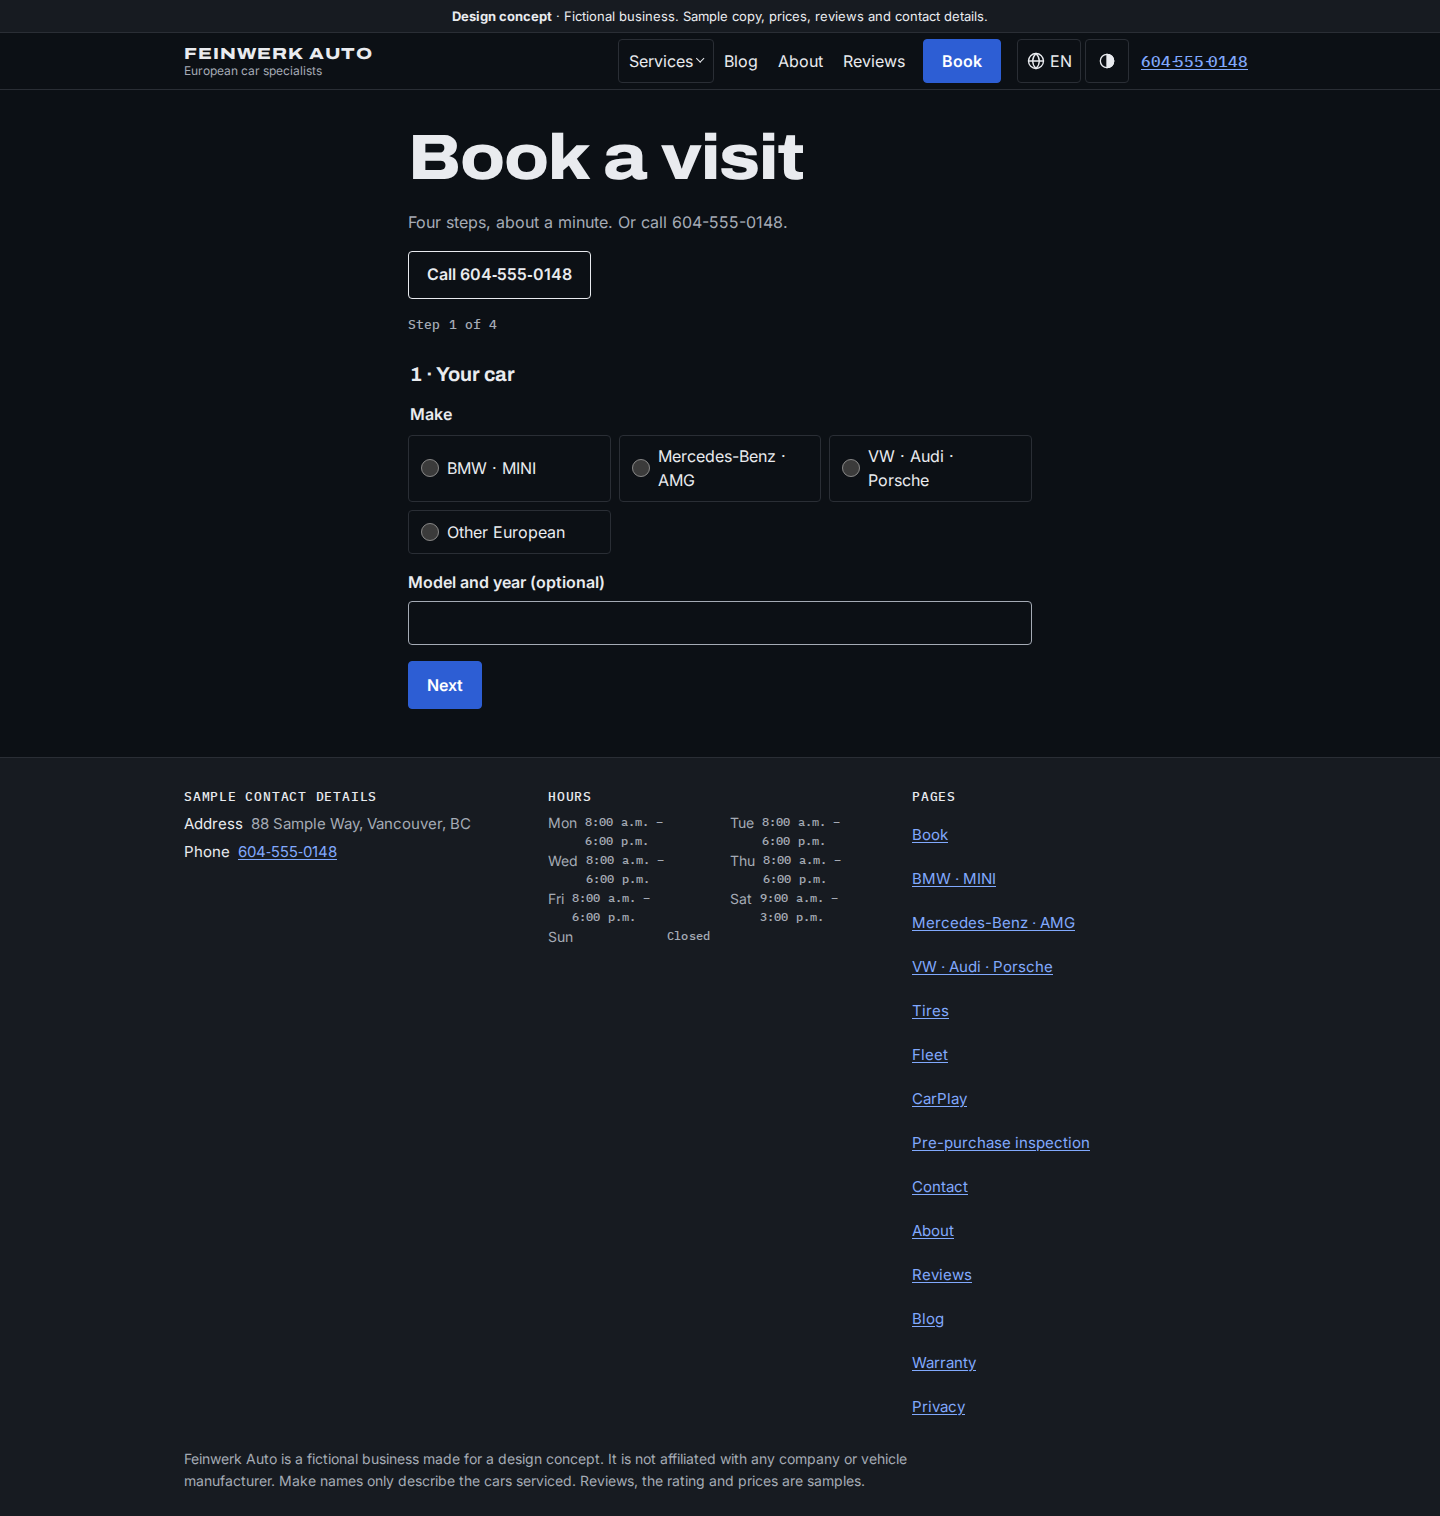 Design concept · Fictional business. Sample copy, prices, reviews and contact details.
FEINWERK AUTO
European car specialists
Services Blog About Reviews Book EN 604-555-0148
Book a visit
Four steps, about a minute. Or call 604-555-0148.
Call 604-555-0148
Step 1 of 4
1 · Your car
Make
BMW · MINI
Mercedes-Benz ·
AMG
VW · Audi ·
Porsche
Other European
Model and year (optional)
Next
SAMPLE CONTACT DETAILS
Address 88 Sample Way, Vancouver, BC
Phone 604-555-0148
HOURS
Mon 8:00 a.m. –
6:00 p.m.
Tue 8:00 a.m. –
6:00 p.m.
Wed 8:00 a.m. –
6:00 p.m.
Thu 8:00 a.m. –
6:00 p.m.
Fri 8:00 a.m. –
6:00 p.m.
Sat 9:00 a.m. –
3:00 p.m.
Sun Closed
PAGES
Book
BMW · MINI
Mercedes-Benz · AMG
VW · Audi · Porsche
Tires
Fleet
CarPlay
Pre-purchase inspection
Contact
About
Reviews
Blog
Warranty
Privacy
Feinwerk Auto is a fictional business made for a design concept. It is not affiliated with any company or vehicle
manufacturer. Make names only describe the cars serviced. Reviews, the rating and prices are samples.